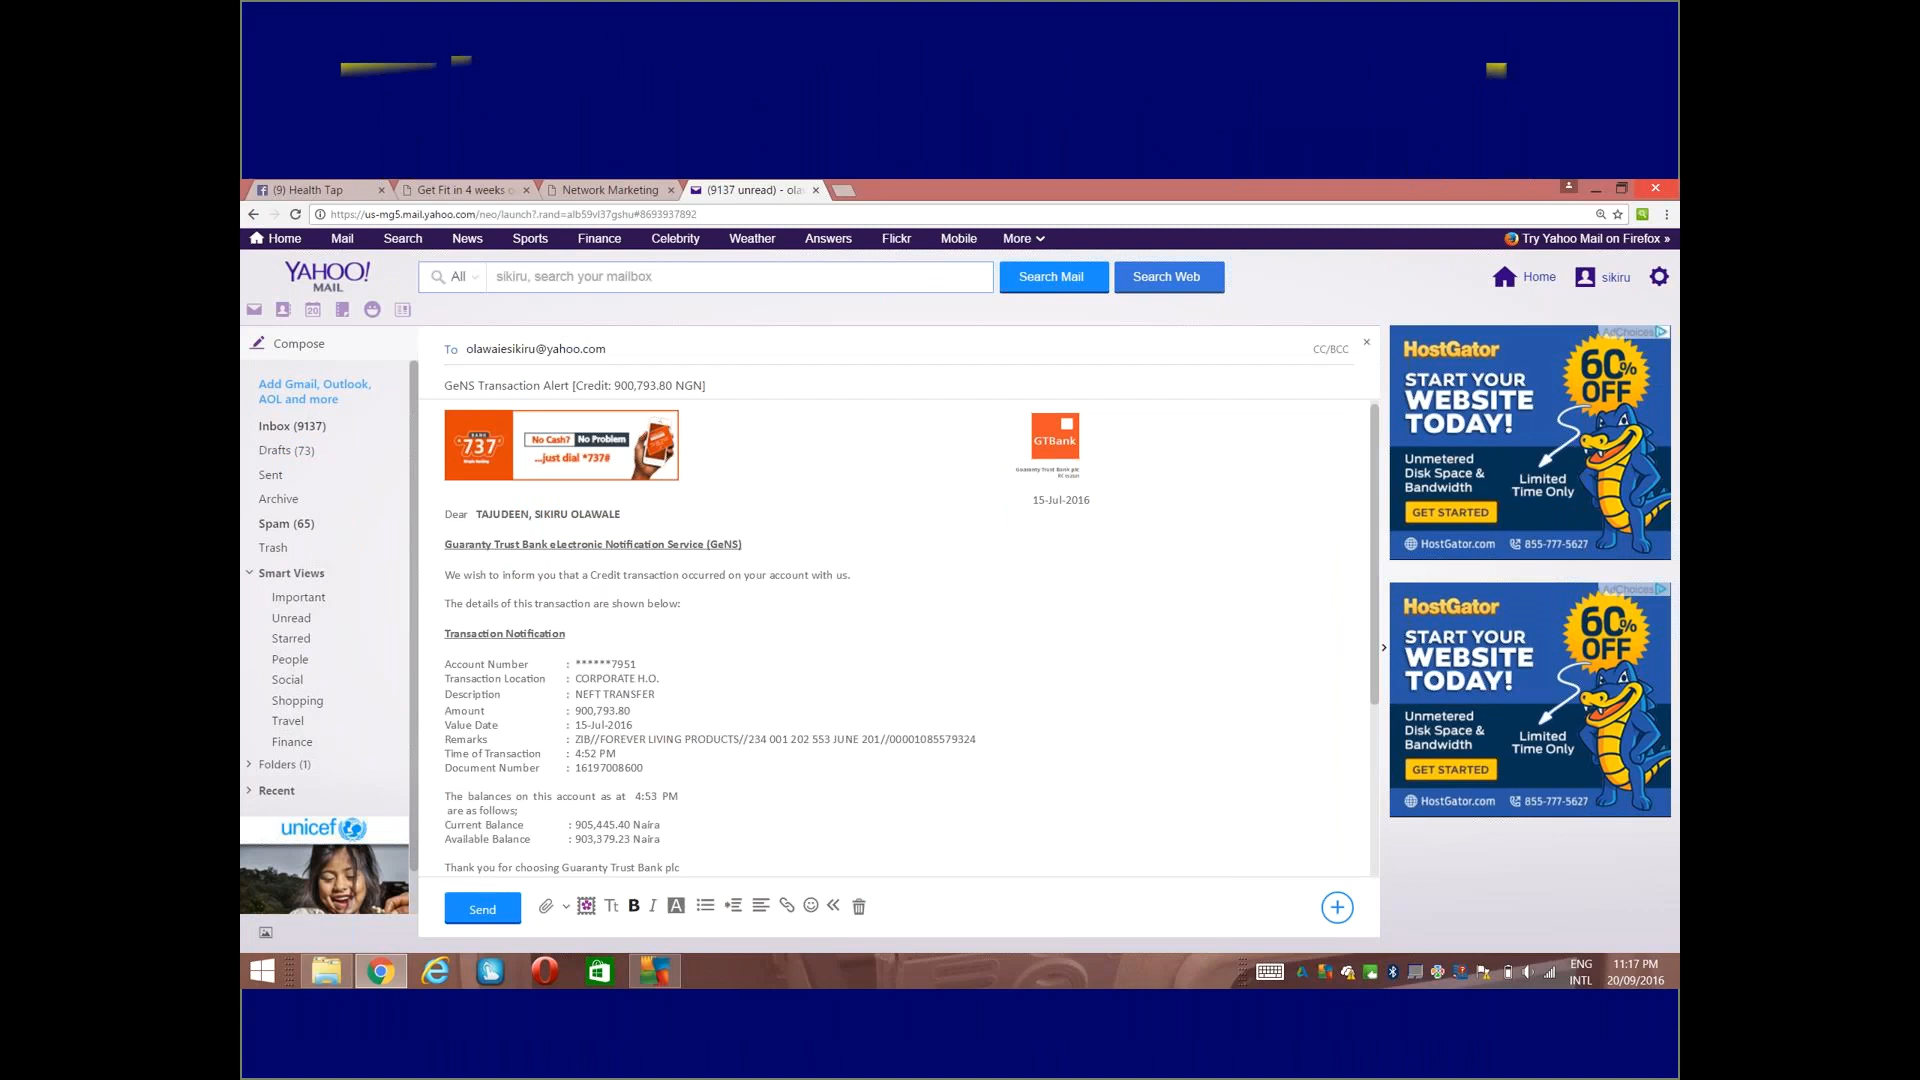 (9) Health Tap
Get Fit in 4 weeks o
Network Marketing
(9137 unread) - ola
https://us-mg5.mail.yahoo.com/neo/launch?.rand=alb59vl37gshu#8693937892
Home Mail Search News Sports Finance Celebrity Weather Answers Flickr Mobile More
Try Yahoo Mail on Firefox »
YAHOO!
MAIL
All
sikiru, search your mailbox
Search Mail
Search Web
Home
sikiru
20
Compose
Add Gmail, Outlook,
AOL and more
Inbox (9137)
Drafts (73)
Sent
Archive
Spam (65)
Trash
Smart Views
Important
Unread
Starred
People
Social
Shopping
Travel
Finance
Folders (1)
Recent
unicef
To olawaiesikiru@yahoo.com
CC/BCC
GeNS Transaction Alert [Credit: 900,793.80 NGN]
BANK
737
No Cash? No Problem
...just dial *737#
GTBank
Guaranty Trust Bank plc
15-Jul-2016
Dear TAJUDEEN, SIKIRU OLAWALE
Guaranty Trust Bank eLectronic Notification Service (GeNS)
We wish to inform you that a Credit transaction occurred on your account with us.
The details of this transaction are shown below:
Transaction Notification
Account Number : ******7951
Transaction Location : CORPORATE H.O.
Description : NEFT TRANSFER
Amount : 900,793.80
Value Date : 15-Jul-2016
Remarks : ZIB//FOREVER LIVING PRODUCTS//234 001 202 553 JUNE 201//00001085579324
Time of Transaction : 4:52 PM
Document Number : 16197008600
The balances on this account as at 4:53 PM
are as follows;
Current Balance : 905,445.40 Naira
Available Balance : 903,379.23 Naira
Thank you for choosing Guaranty Trust Bank plc
Send
Tt B I A
AdChoices
HostGator
60% OFF
START YOUR
WEBSITE
TODAY!
Unmetered
Disk Space &
Bandwidth
Limited
Time Only
GET STARTED
HostGator.com 855-777-5627
AdChoices
HostGator
60% OFF
START YOUR
WEBSITE
TODAY!
Unmetered
Disk Space &
Bandwidth
Limited
Time Only
GET STARTED
HostGator.com 855-777-5627
ENG
INTL
11:17 PM
20/09/2016